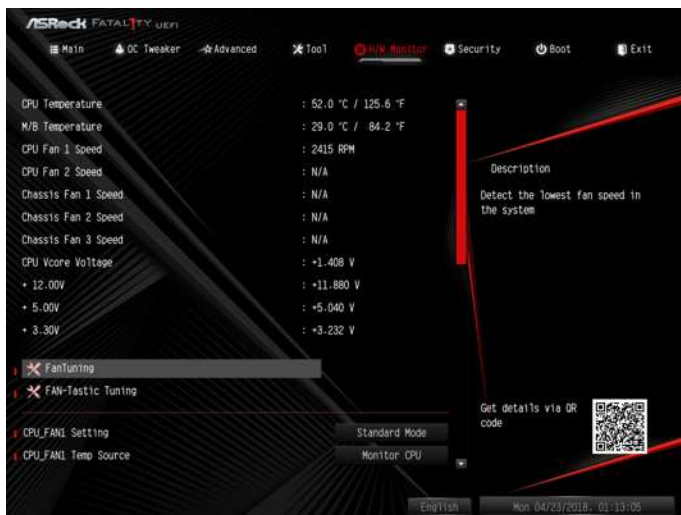 ASRock FATAL1TY UEFI
Main OC Tweaker Advanced Tool H/W Monitor Security Boot Exit
CPU Temperature : 52.0 °C / 125.6 °F
M/B Temperature : 29.0 °C / 84.2 °F
CPU Fan 1 Speed : 2415 RPM
CPU Fan 2 Speed : N/A
Chassis Fan 1 Speed : N/A
Chassis Fan 2 Speed : N/A
Chassis Fan 3 Speed : N/A
CPU Vcore Voltage : +1.408 V
+ 12.00V : +11.880 V
+ 5.00V : +5.040 V
+ 3.30V : +3.232 V
FanTuning
FAN-Tastic Tuning
CPU_FAN1 Setting Standard Mode
CPU_FAN1 Temp Source Monitor CPU
Description
Detect the lowest fan speed in
the system
Get details via QR
code
English Mon 04/23/2018. 01:13:05